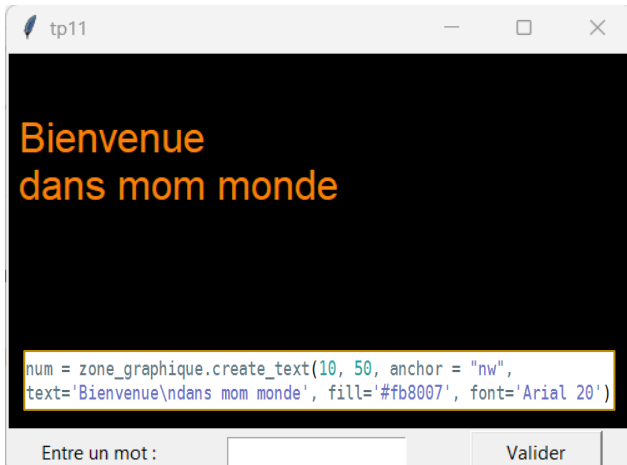 tp11
Bienvenue
dans mom monde
num = zone_graphique.create_text(10, 50, anchor = "nw",
text='Bienvenue\ndans mom monde', fill='#fb8007', font='Arial 20')
Entre un mot : Valider